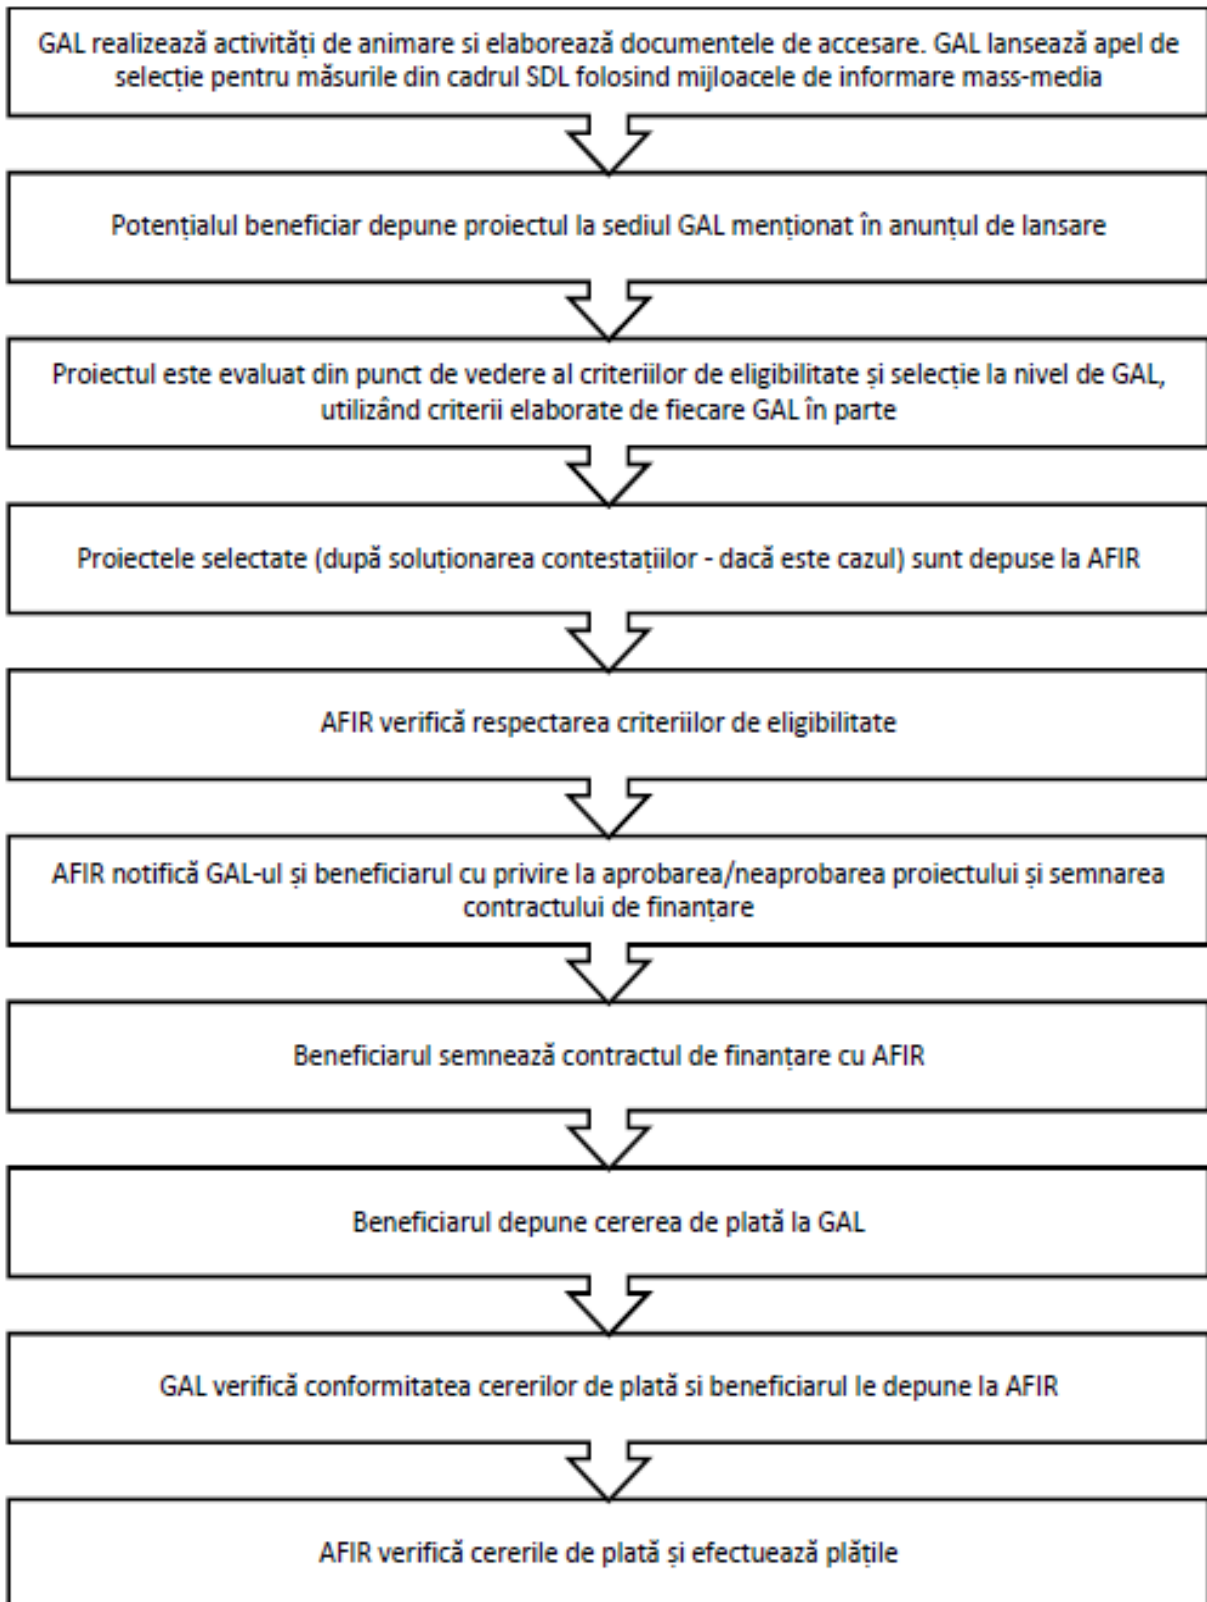 GAL realizează activități de animare si elaborează documentele de accesare. GAL lansează apel de
selecție pentru măsurile din cadrul SDL folosind mijloacele de informare mass-media
Potențialul beneficiar depune proiectul la sediul GAL menționat în anunțul de lansare
Proiectul este evaluat din punct de vedere al criteriilor de eligibilitate și selecție la nivel de GAL,
utilizând criterii elaborate de fiecare GAL în parte
Proiectele selectate (după soluționarea contestațiilor - dacă este cazul) sunt depuse la AFIR
AFIR verifică respectarea criteriilor de eligibilitate
AFIR notifică GAL-ul și beneficiarul cu privire la aprobarea/neaprobarea proiectului și semnarea
contractului de finanțare
Beneficiarul semnează contractul de finanțare cu AFIR
Beneficiarul depune cererea de plată la GAL
GAL verifică conformitatea cererilor de plată si beneficiarul le depune la AFIR
AFIR verifică cererile de plată și efectuează plățile